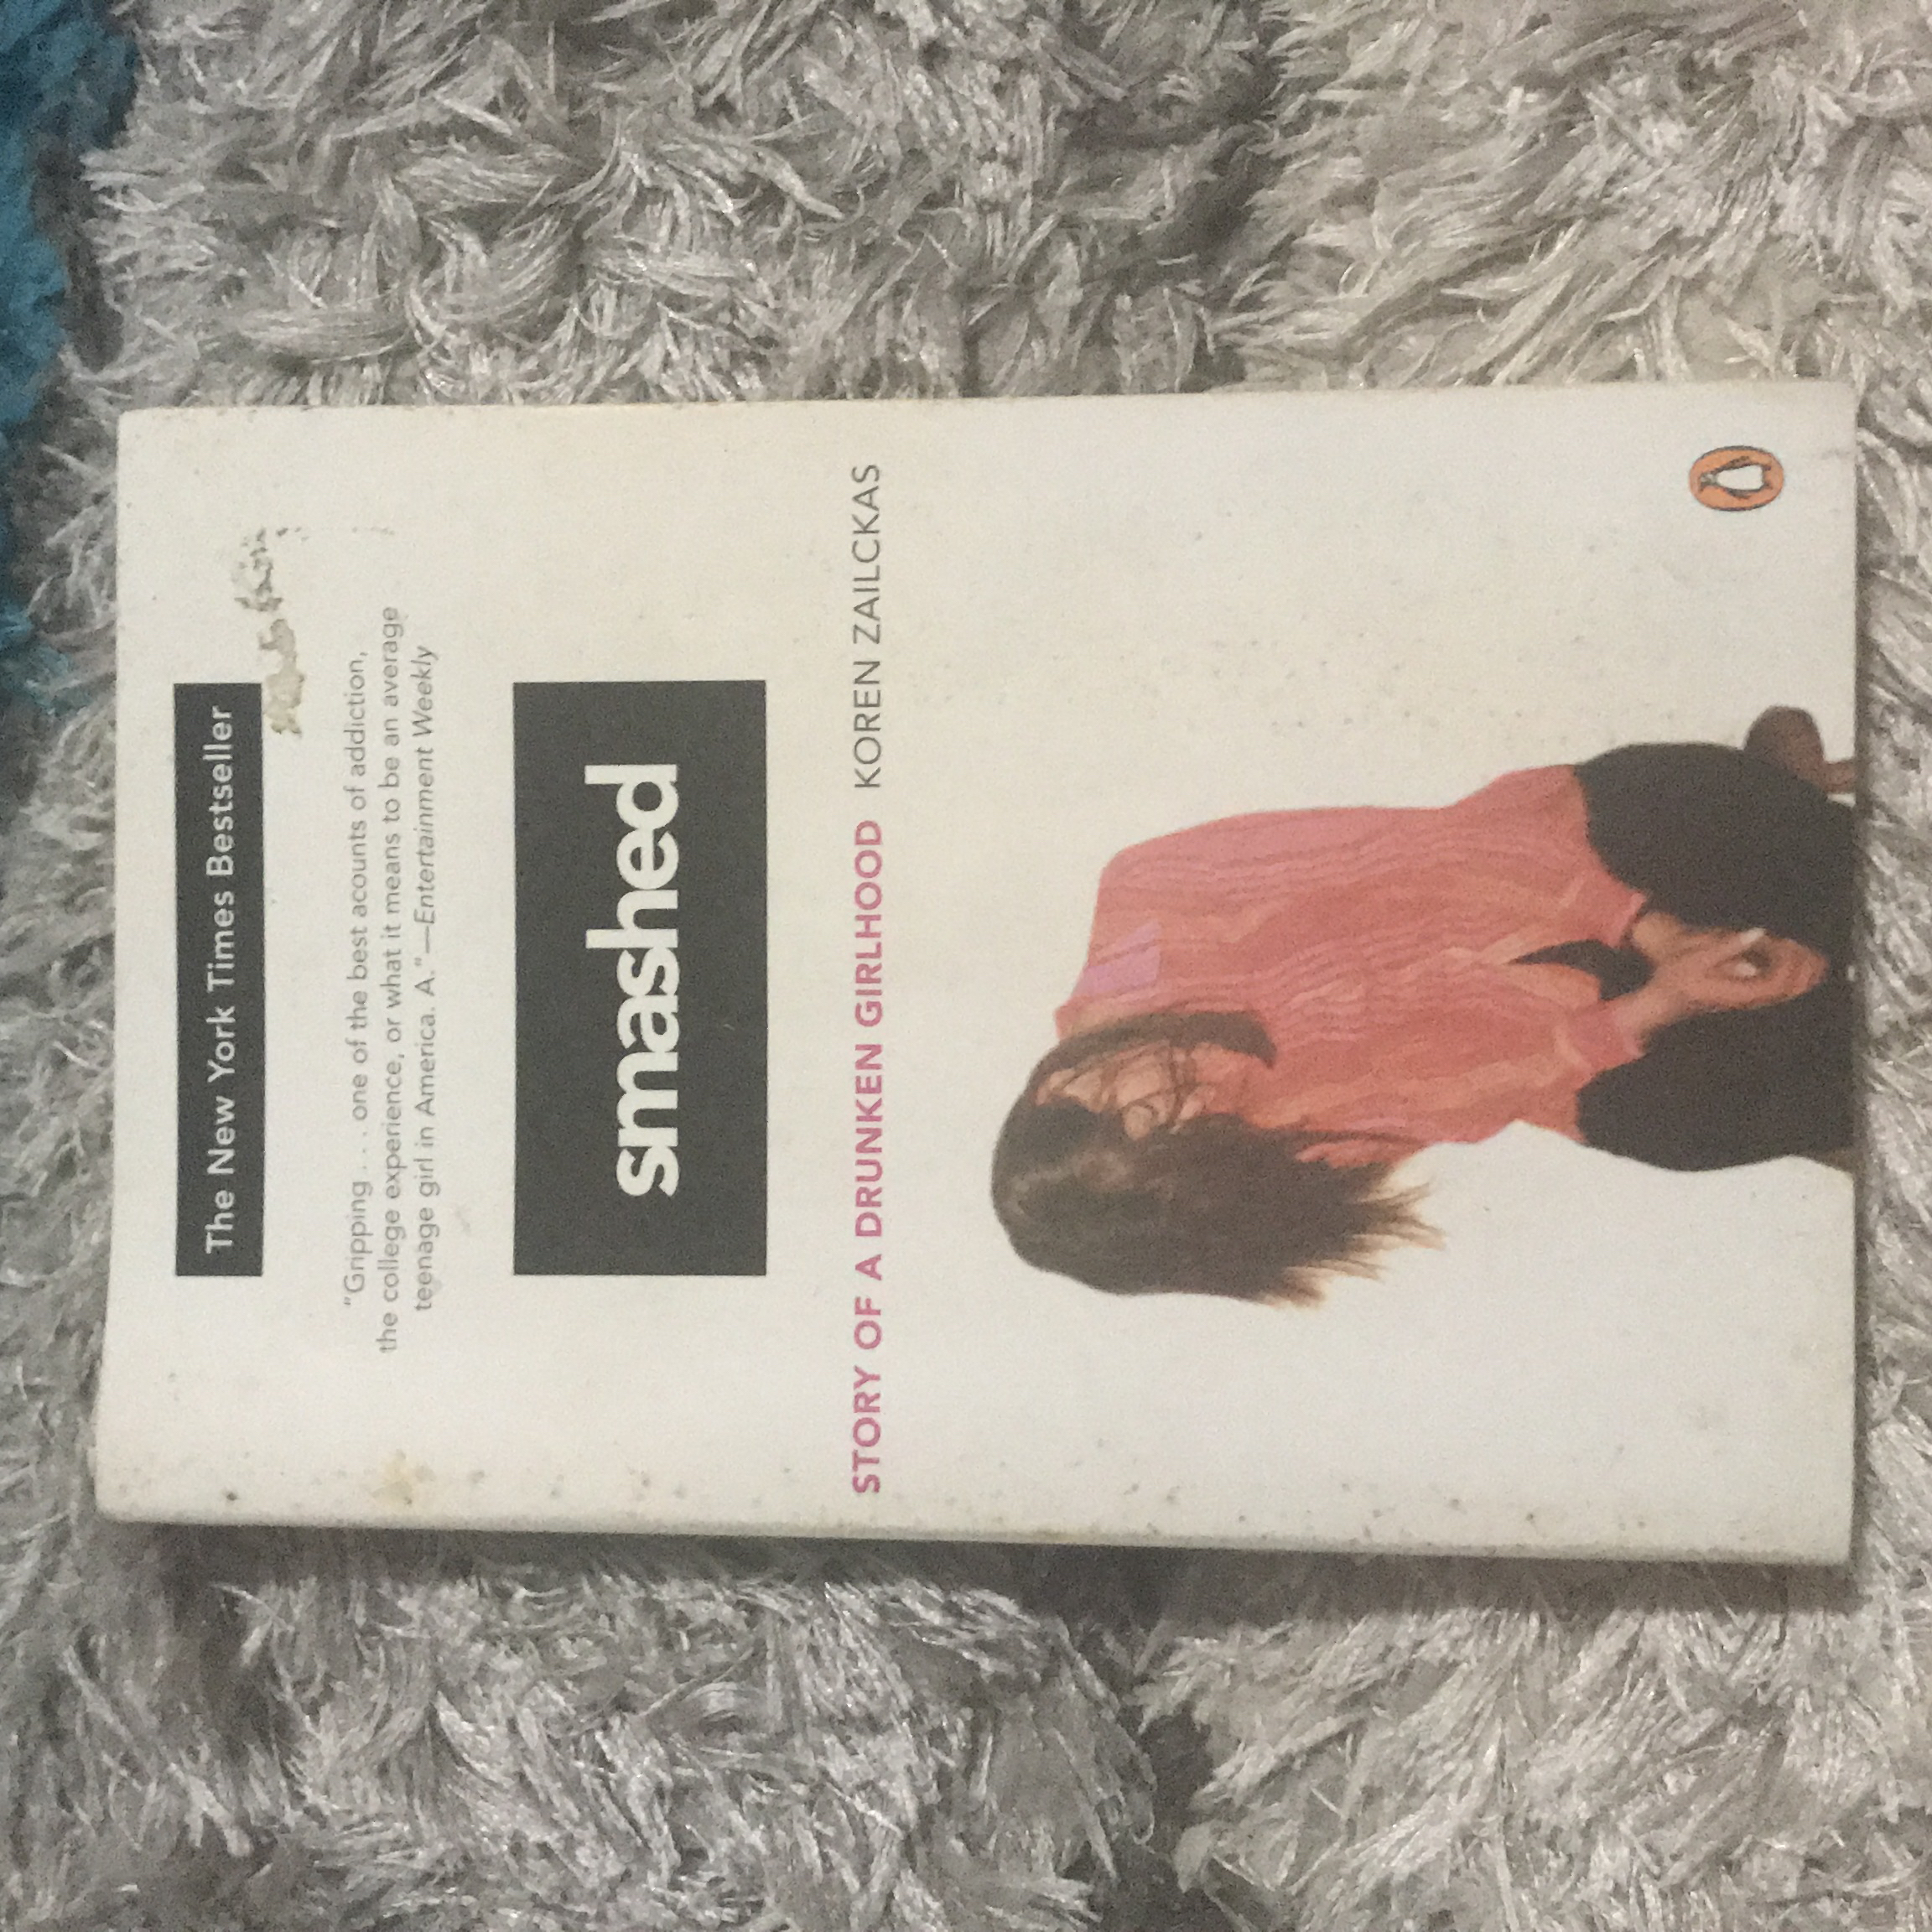 The New York Times Bestseller
"Gripping . . . one of the best accounts of addiction,
the college experience, or what it means to be an average
teenage girl in America. A."—Entertainment Weekly
smashed
STORY OF A DRUNKEN GIRLHOOD KOREN ZAILCKAS